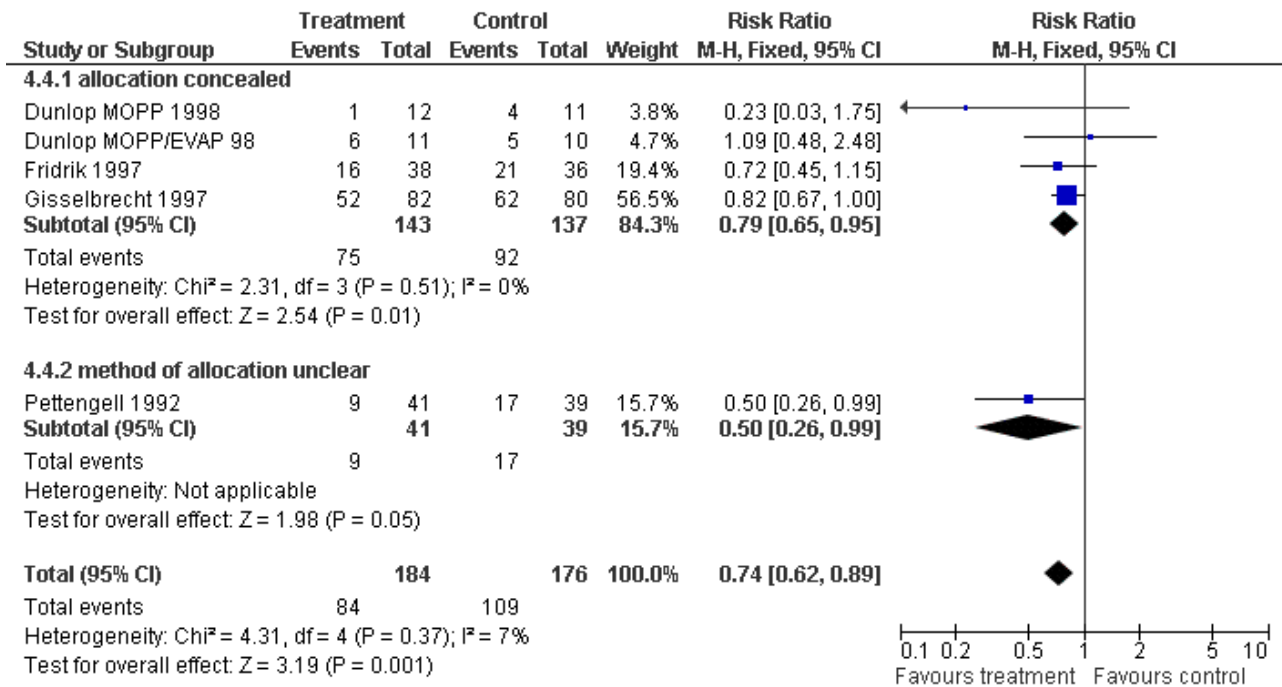 Treatment Control Risk Ratio Risk Ratio
Study or Subgroup Events Total Events Total Weight M-H, Fixed, 95% CI M-H, Fixed, 95% CI
4.4.1 allocation concealed
Dunlop MOPP 1998 1 12 4 11 3.8% 0.23 [0.03, 1.75]
Dunlop MOPP/EVAP 98 6 11 5 10 4.7% 1.09 [0.48, 2.48]
Fridrik 1997 16 38 21 36 19.4% 0.72 [0.45, 1.15]
Gisselbrecht 1997 52 82 62 80 56.5% 0.82 [0.67, 1.00]
Subtotal (95% CI) 143 137 84.3% 0.79 [0.65, 0.95]
Total events 75 92
Heterogeneity: Chi² = 2.31, df = 3 (P = 0.51); I² = 0%
Test for overall effect: Z = 2.54 (P = 0.01)
4.4.2 method of allocation unclear
Pettengell 1992 9 41 17 39 15.7% 0.50 [0.26, 0.99]
Subtotal (95% CI) 41 39 15.7% 0.50 [0.26, 0.99]
Total events 9 17
Heterogeneity: Not applicable
Test for overall effect: Z = 1.98 (P = 0.05)
Total (95% CI) 184 176 100.0% 0.74 [0.62, 0.89]
Total events 84 109
Heterogeneity: Chi² = 4.31, df = 4 (P = 0.37); I² = 7%
Test for overall effect: Z = 3.19 (P = 0.001)
0.1 0.2 0.5 1 2 5 10
Favours treatment Favours control